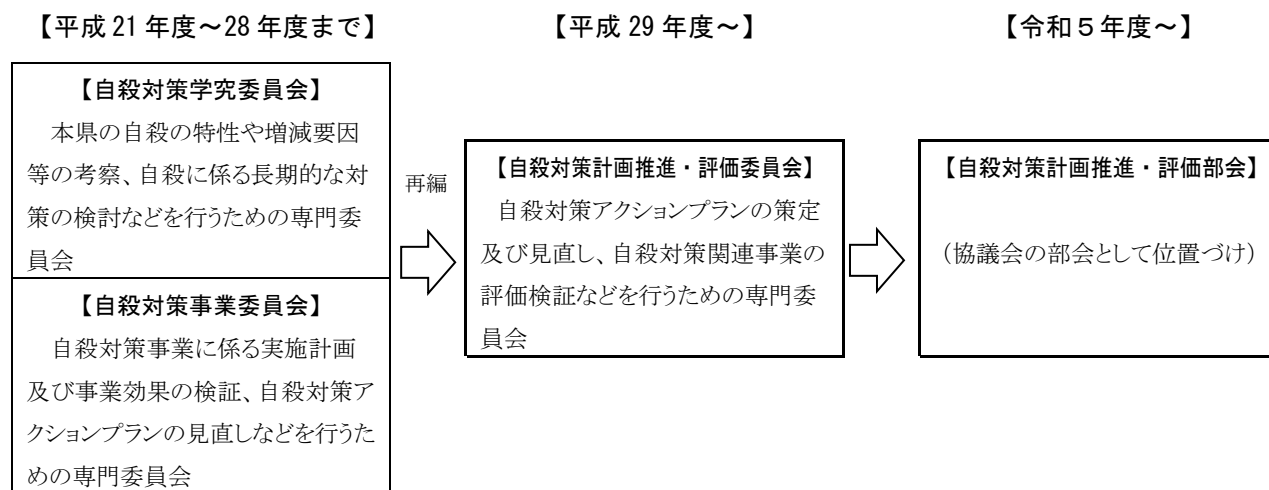 【平成 21 年度～28 年度まで】
【平成 29 年度～】
【令和５年度～】
【自殺対策学究委員会】
本県の自殺の特性や増減要因
等の考察、自殺に係る長期的な対
策の検討などを行うための専門委
員会
【自殺対策事業委員会】
自殺対策事業に係る実施計画
及び事業効果の検証、自殺対策ア
クションプランの見直しなどを行うた
めの専門委員会
再編
【自殺対策計画推進・評価委員会】
自殺対策アクションプランの策定
及び見直し、自殺対策関連事業の
評価検証などを行うための専門委
員会
【自殺対策計画推進・評価部会】
（協議会の部会として位置づけ）